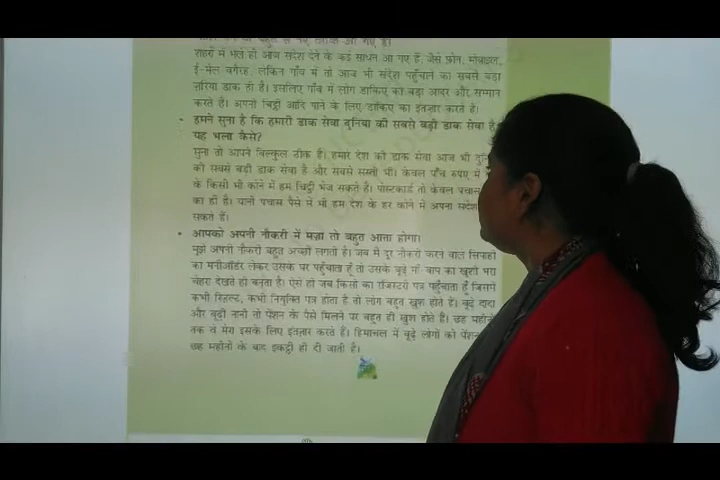 शहरों में भले ही आज संदेश देने के कई साधन आ गए हैं, जैसे फ़ोन, मोबाइल,
ई-मेल वगैरह, लेकिन गाँव में तो आज भी संदेश पहुँचाने का सबसे बड़ा
ज़रिया डाक ही है। इसलिए गाँव में लोग डाकिए का बड़ा आदर और सम्मान
करते हैं। अपनी चिट्ठी आदि पाने के लिए डाकिए का इंतज़ार करते हैं।
• हमने सुना है कि हमारी डाक सेवा दुनिया की सबसे बड़ी डाक सेवा है,
यह भला कैसे?
सुना तो आपने बिल्कुल ठीक है। हमारे देश की डाक सेवा आज भी
की सबसे बड़ी डाक सेवा है और सबसे सस्ती भी। केवल पाँच रुपए में
के किसी भी कोने में हम चिट्ठी भेज सकते हैं। पोस्टकार्ड तो केवल पचास
का ही है। यानी पचास पैसे में भी हम देश के हर कोने में अपना संदेश
सकते हैं।
• आपको अपनी नौकरी में मज़ा तो बहुत आता होगा।
मुझे अपनी नौकरी बहुत अच्छी लगती है। जब मैं दूर नौकरी करने वाले सिपाही
का मनीऑर्डर लेकर उसके घर पहुँचाता हूँ तो उसके बूढ़े माँ-बाप का खुशी भरा
चेहरा देखते ही बनता है। ऐसे ही जब किसी का रजिस्टरी पत्र पहुँचाता हूँ जिसमें
कभी रिज़ल्ट, कभी नियुक्ति पत्र होता है तो लोग बहुत खुश होते हैं। बूढ़े दादा
और बूढ़ी नानी तो पेंशन के पैसे मिलने पर बहुत ही खुश होते हैं। छह महीने
तक वे मेरा इसके लिए इंतज़ार करते हैं। हिमाचल में बूढ़े लोगों को पेंशन
छह महीनों के बाद इकट्ठी ही दी जाती है।